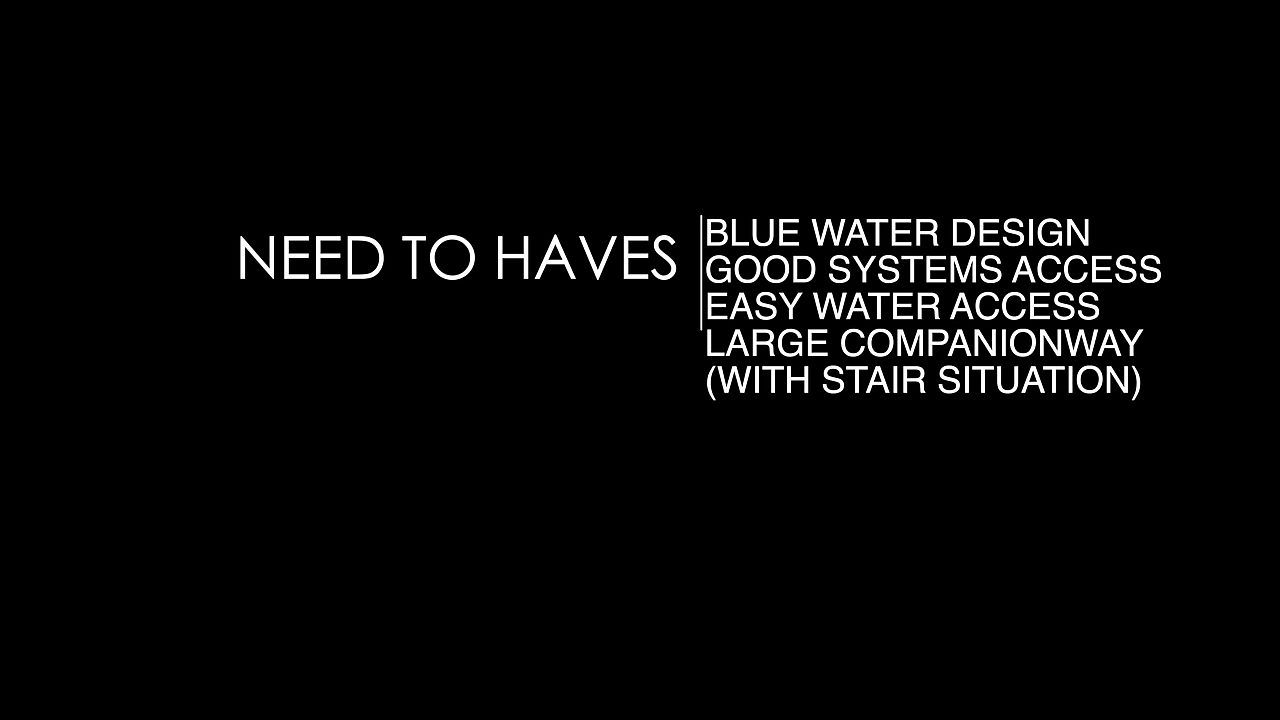 NEED TO HAVES
BLUE WATER DESIGN
GOOD SYSTEMS ACCESS
EASY WATER ACCESS
LARGE COMPANIONWAY
(WITH STAIR SITUATION)